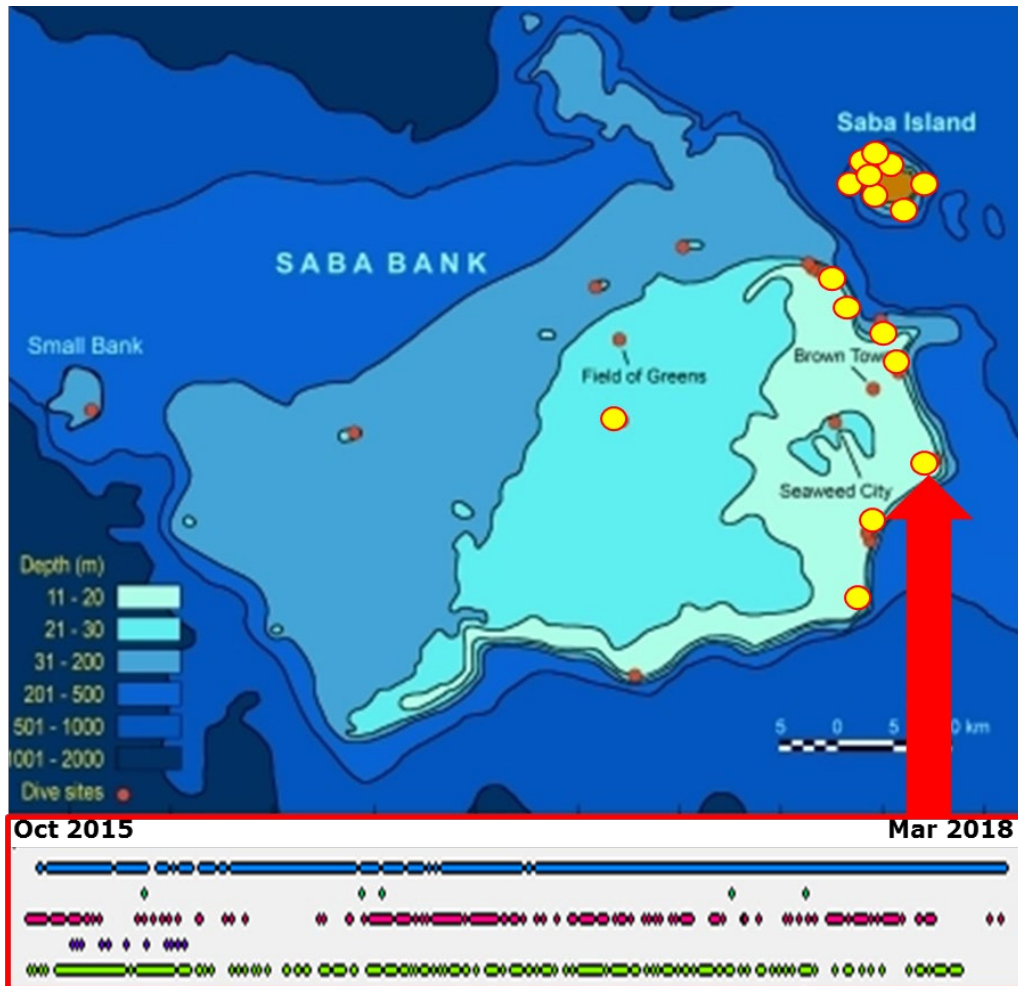 Saba Island
SABA BANK
Small Bank
Brown Tow
Field of Greens
Seaweed City
Depth (m)
11 - 20
21 - 30
31 - 200
201 - 500
501 - 1000
1001 - 2000
Dive sites
5 0 5 0 km
Oct 2015
Mar 2018